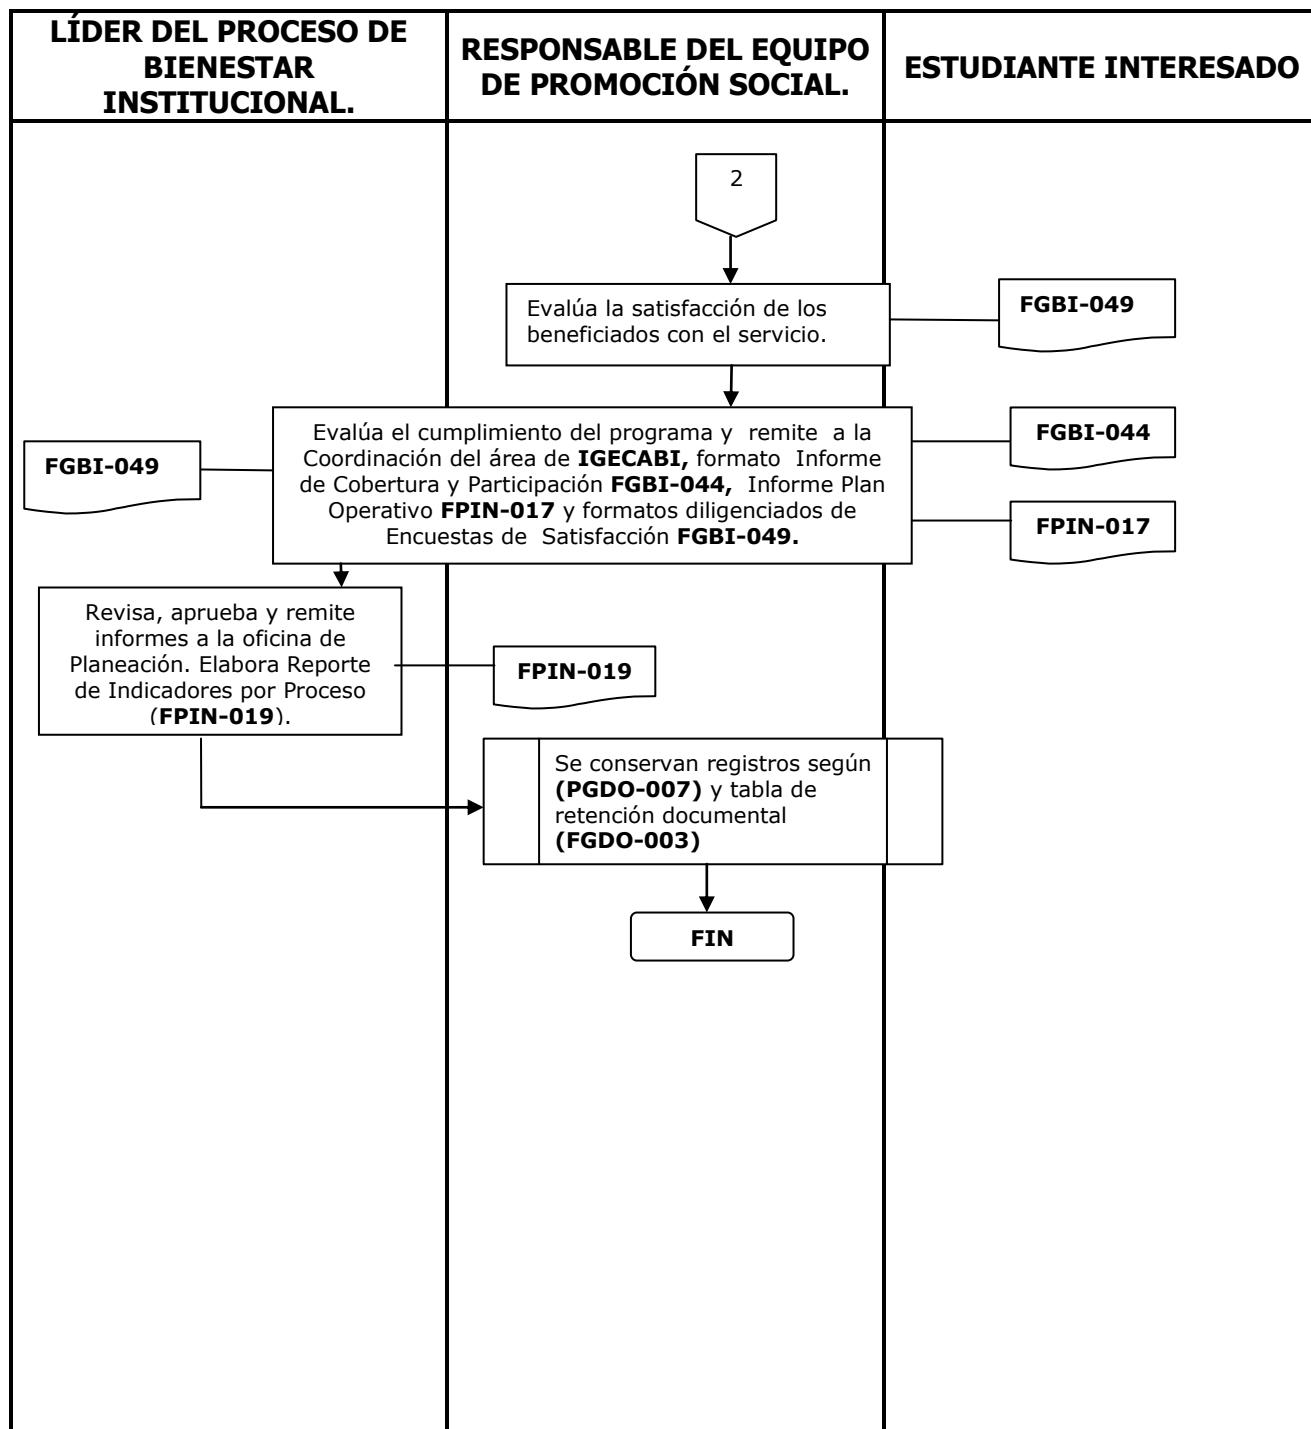 LÍDER DEL PROCESO DE
BIENESTAR
INSTITUCIONAL.
RESPONSABLE DEL EQUIPO
DE PROMOCIÓN SOCIAL.
ESTUDIANTE INTERESADO
2
Evalúa la satisfacción de los
beneficiados con el servicio.
FGBI-049
Evalúa el cumplimiento del programa y remite a la
Coordinación del área de IGECABI, formato Informe
de Cobertura y Participación FGBI-044, Informe Plan
Operativo FPIN-017 y formatos diligenciados de
Encuestas de Satisfacción FGBI-049.
FGBI-049
FGBI-044
FPIN-017
Revisa, aprueba y remite
informes a la oficina de
Planeación. Elabora Reporte
de Indicadores por Proceso
(FPIN-019).
FPIN-019
Se conservan registros según
(PGDO-007) y tabla de
retención documental
(FGDO-003)
FIN